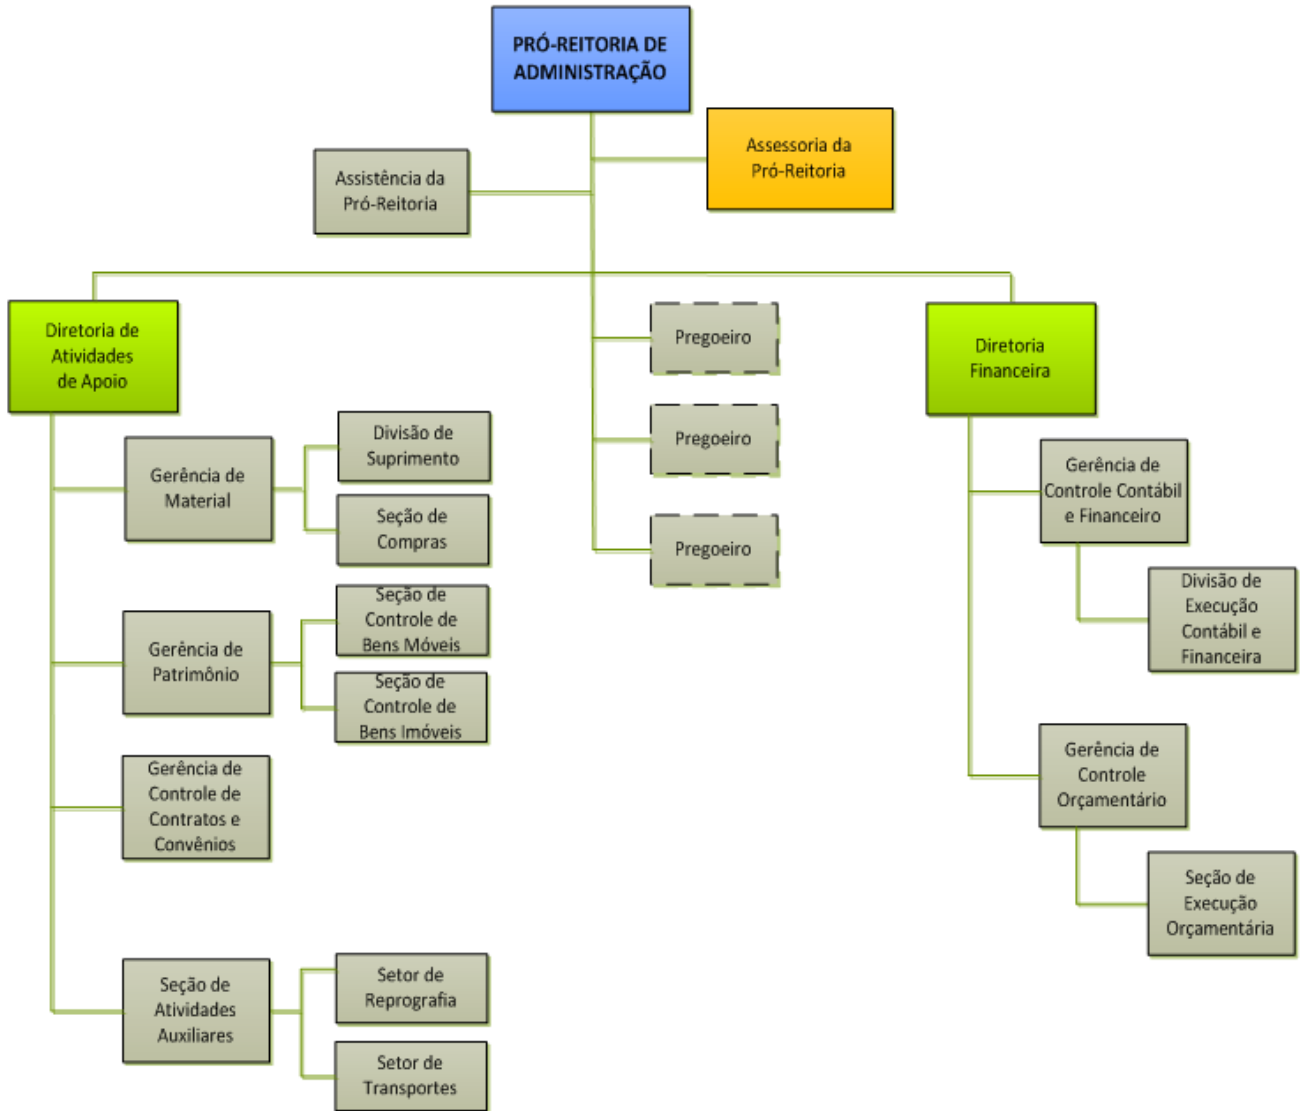 PRÓ-REITORIA DE
ADMINISTRAÇÃO
Assessoria da
Pró-Reitoria
Assistência da
Pró-Reitoria
Diretoria de
Atividades
de Apoio
Pregoeiro
Diretoria
Financeira
Gerência de
Material
Divisão de
Suprimento
Seção de
Compras
Pregoeiro
Pregoeiro
Gerência de
Controle Contábil
e Financeiro
Divisão de
Execução
Contábil e
Financeira
Gerência de
Patrimônio
Seção de
Controle de
Bens Móveis
Seção de
Controle de
Bens Imóveis
Gerência de
Controle de
Contratos e
Convênios
Gerência de
Controle
Orçamentário
Seção de
Execução
Orçamentária
Seção de
Atividades
Auxiliares
Setor de
Reprografia
Setor de
Transportes